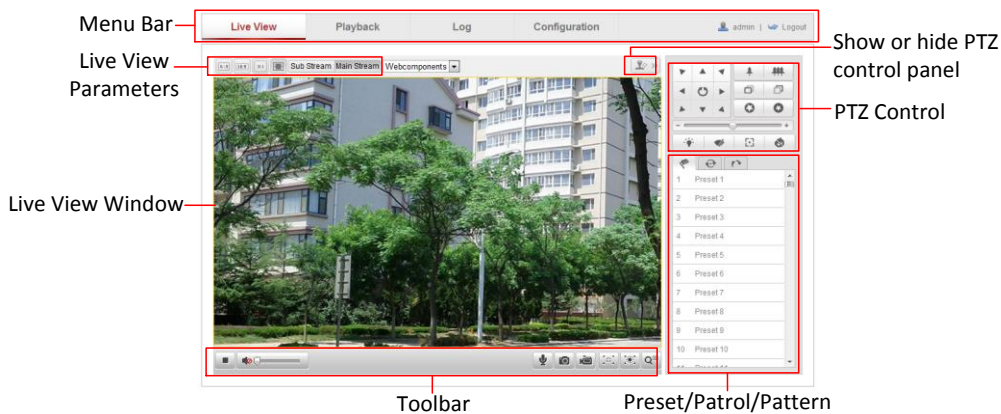 Menu Bar
Live View
Playback
Log
Configuration
admin | Logout
Live View
Parameters
Sub Stream Main Stream Webcomponents
Show or hide PTZ
control panel
PTZ Control
Live View Window
1 Preset 1
2 Preset 2
3 Preset 3
4 Preset 4
5 Preset 5
6 Preset 6
7 Preset 7
8 Preset 8
9 Preset 9
10 Preset 10
Toolbar
Preset/Patrol/Pattern